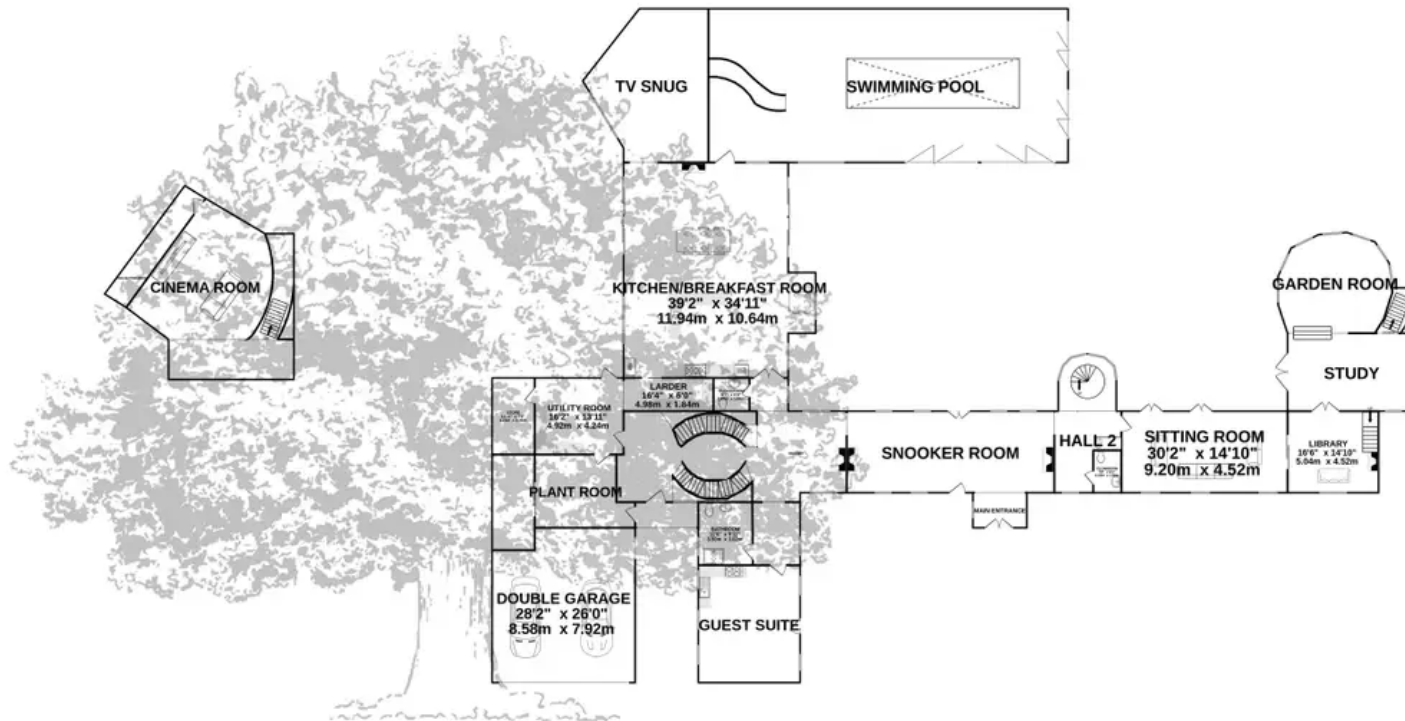 TV SNUG
SWIMMING POOL
CINEMA ROOM
KITCHEN/BREAKFAST ROOM
39'2" x 34'11"
11.94m x 10.64m
GARDEN ROOM
STUDY
LARDER
16'4" x 6'0"
4.98m x 1.64m
UTILITY ROOM
16'2" x 13'11"
4.92m x 4.24m
SNOOKER ROOM
HALL 2
SITTING ROOM
30'2" x 14'10"
9.20m x 4.52m
LIBRARY
16'6" x 14'10"
5.04m x 4.52m
PLANT ROOM
MAIN ENTRANCE
BATHROOM
DOUBLE GARAGE
28'2" x 26'0"
8.58m x 7.92m
GUEST SUITE